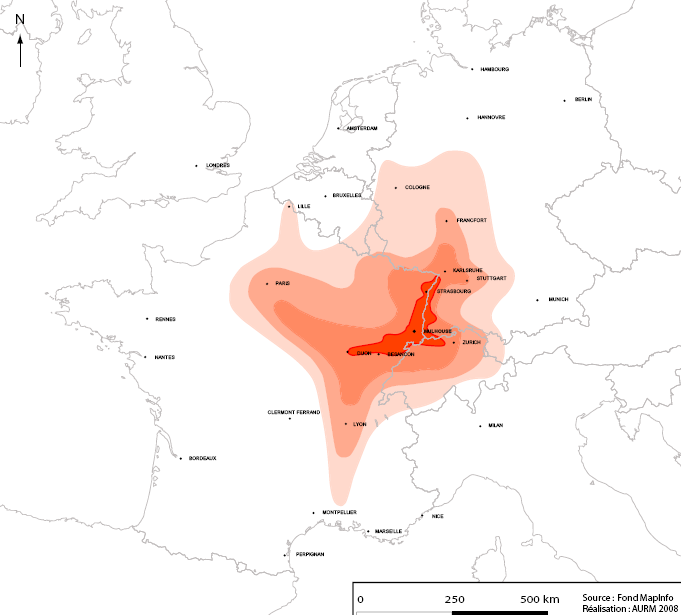 N
HAMBOURG
BERLIN
HANNOVRE
AMSTERDAM
LONDRES
COLOGNE
BRUXELLES
LILLE
FRANCFORT
KARLSRUHE
STUTTGART
PARIS
STRASBOURG
MUNICH
RENNES
MULHOUSE
ZURICH
NANTES
DIJON
BESANCON
CLERMONT FERRAND
LYON
MILAN
BORDEAUX
MONTPELLIER
NICE
MARSEILLE
PERPIGNAN
0 250 500 km
Source : Fond MapInfo
Réalisation : AURM 2008